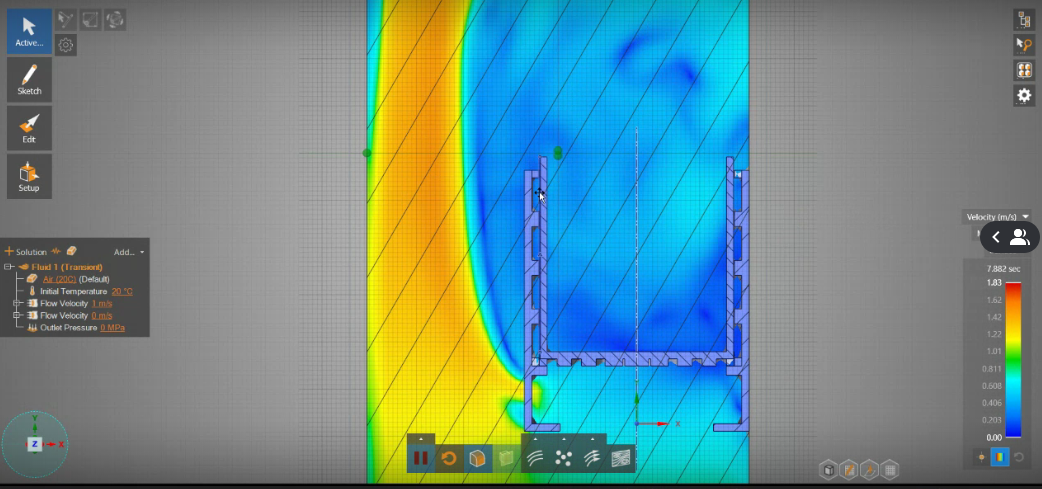 Active...
Sketch
Edit
Setup
Solution Add...
Fluid 1 (Transient)
Air (20C) (Default)
Initial Temperature 20 °C
Flow Velocity 1 m/s
Flow Velocity 0 m/s
Outlet Pressure 0 MPa
Y
Z X
X
Velocity (m/s)
7.882 sec
1.83
1.62
1.42
1.22
1.01
0.811
0.608
0.406
0.203
0.00